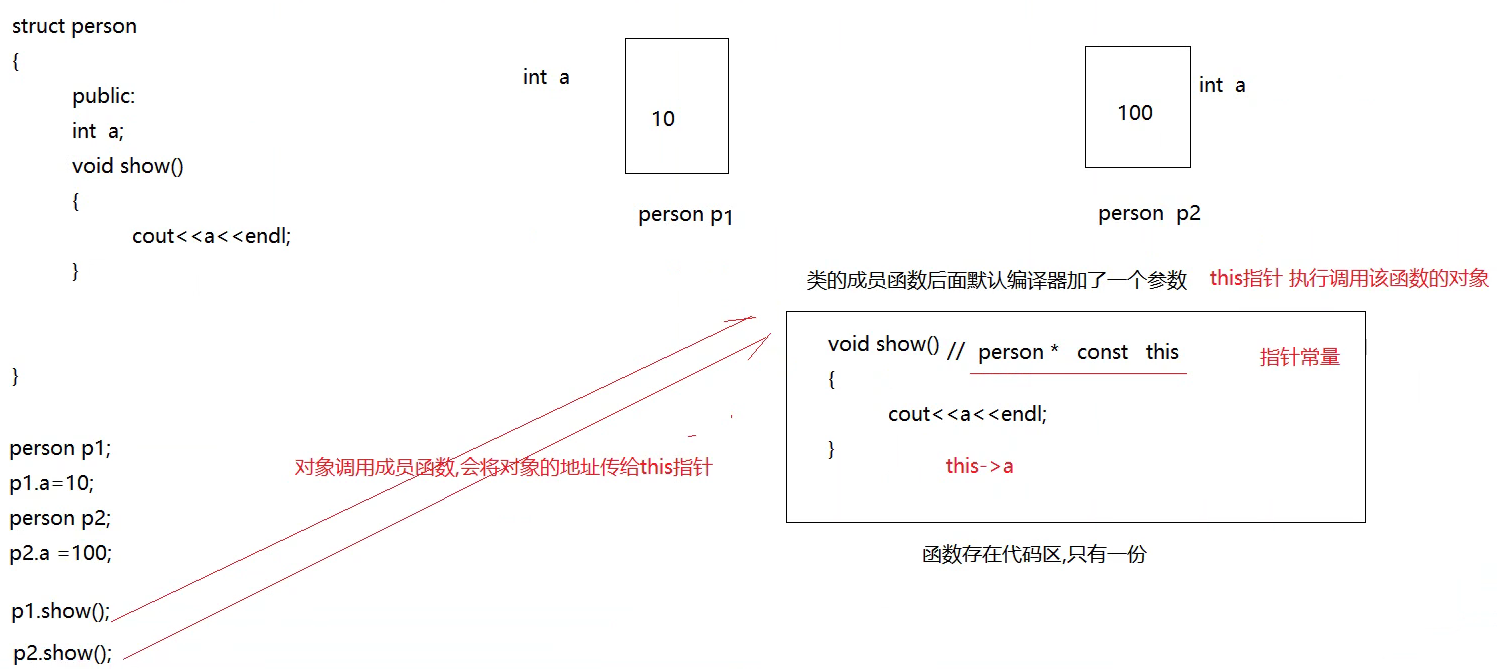 struct person
{
public:
int a;
void show()
{
cout<<a<<endl;
}
}
person p1;
p1.a=10;
person p2;
p2.a =100;
p1.show();
p2.show();
对象调用成员函数,会将对象的地址传给this指针
int a
10
person p1
100
int a
person p2
类的成员函数后面默认编译器加了一个参数 this指针 执行调用该函数的对象
void show() // person * const this 指针常量
{
cout<<a<<endl;
}
this->a
函数存在代码区,只有一份